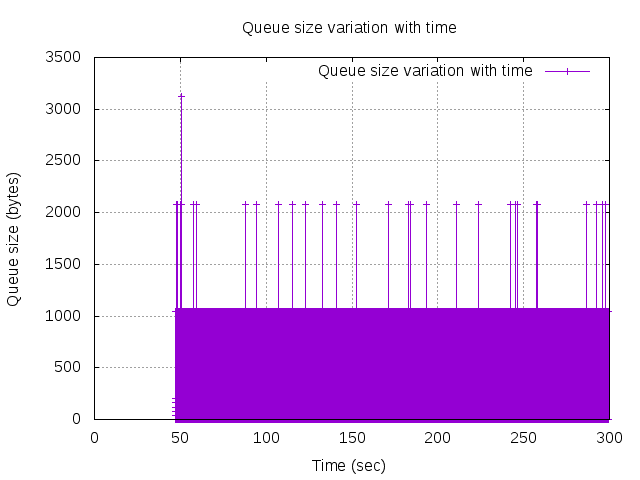 Queue size variation with time
3500
Queue size variation with time
3000
2500
2000
1500
1000
500
0
Queue size (bytes)
0 50 100 150 200 250 300
Time (sec)